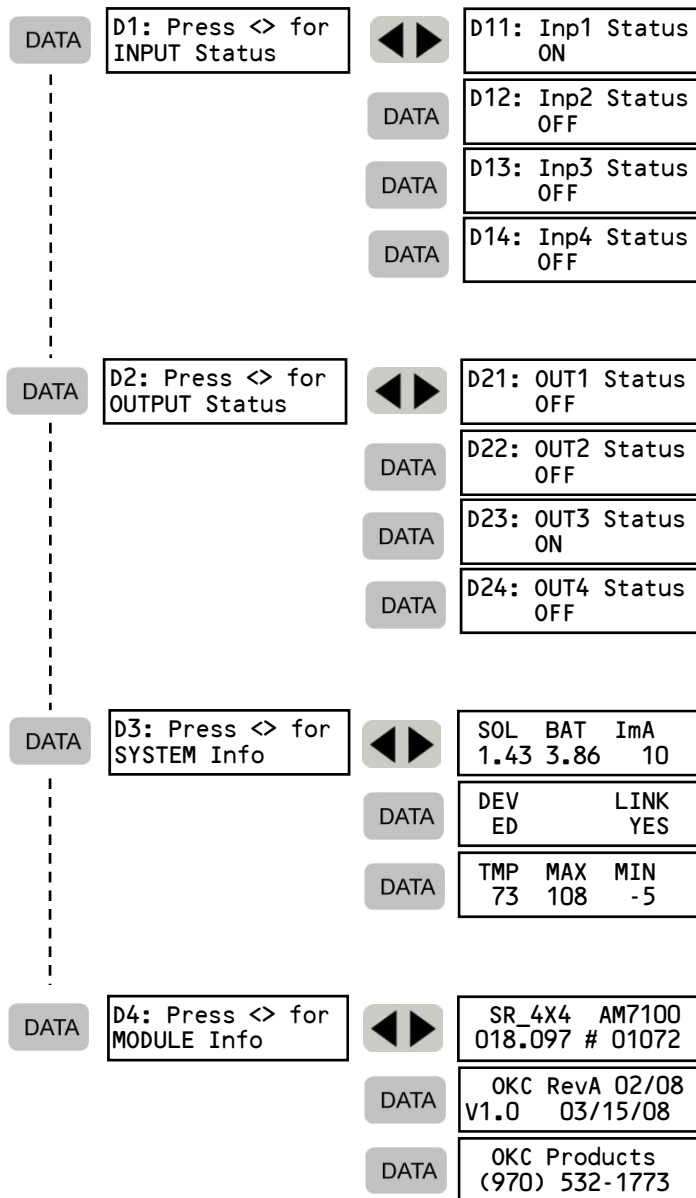 DATA
D1: Press <> for
INPUT Status
D11: Inp1 Status
ON
DATA
D12: Inp2 Status
OFF
DATA
D13: Inp3 Status
OFF
DATA
D14: Inp4 Status
OFF
DATA
D2: Press <> for
OUTPUT Status
D21: OUT1 Status
OFF
DATA
D22: OUT2 Status
OFF
DATA
D23: OUT3 Status
ON
DATA
D24: OUT4 Status
OFF
DATA
D3: Press <> for
SYSTEM Info
SOL BAT ImA
1.43 3.86 10
DATA
DEV LINK
ED YES
DATA
TMP MAX MIN
73 108 -5
DATA
D4: Press <> for
MODULE Info
SR_4X4 AM7100
018.097 # 01072
DATA
OKC RevA 02/08
V1.0 03/15/08
DATA
OKC Products
(970) 532-1773